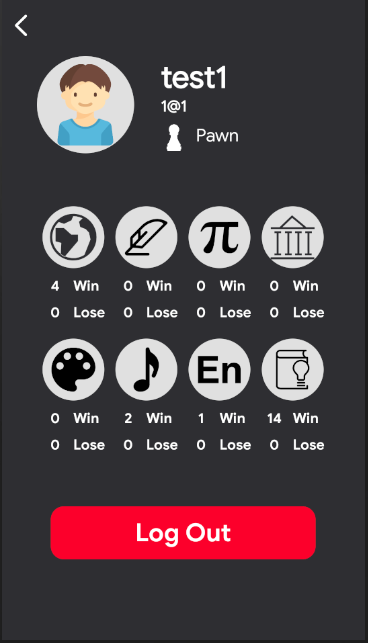 test1
1@1
Pawn
π
4 Win 0 Win 0 Win 0 Win
0 Lose 0 Lose 0 Lose 0 Lose
En
0 Win 2 Win 1 Win 14 Win
0 Lose 0 Lose 0 Lose 0 Lose
Log Out